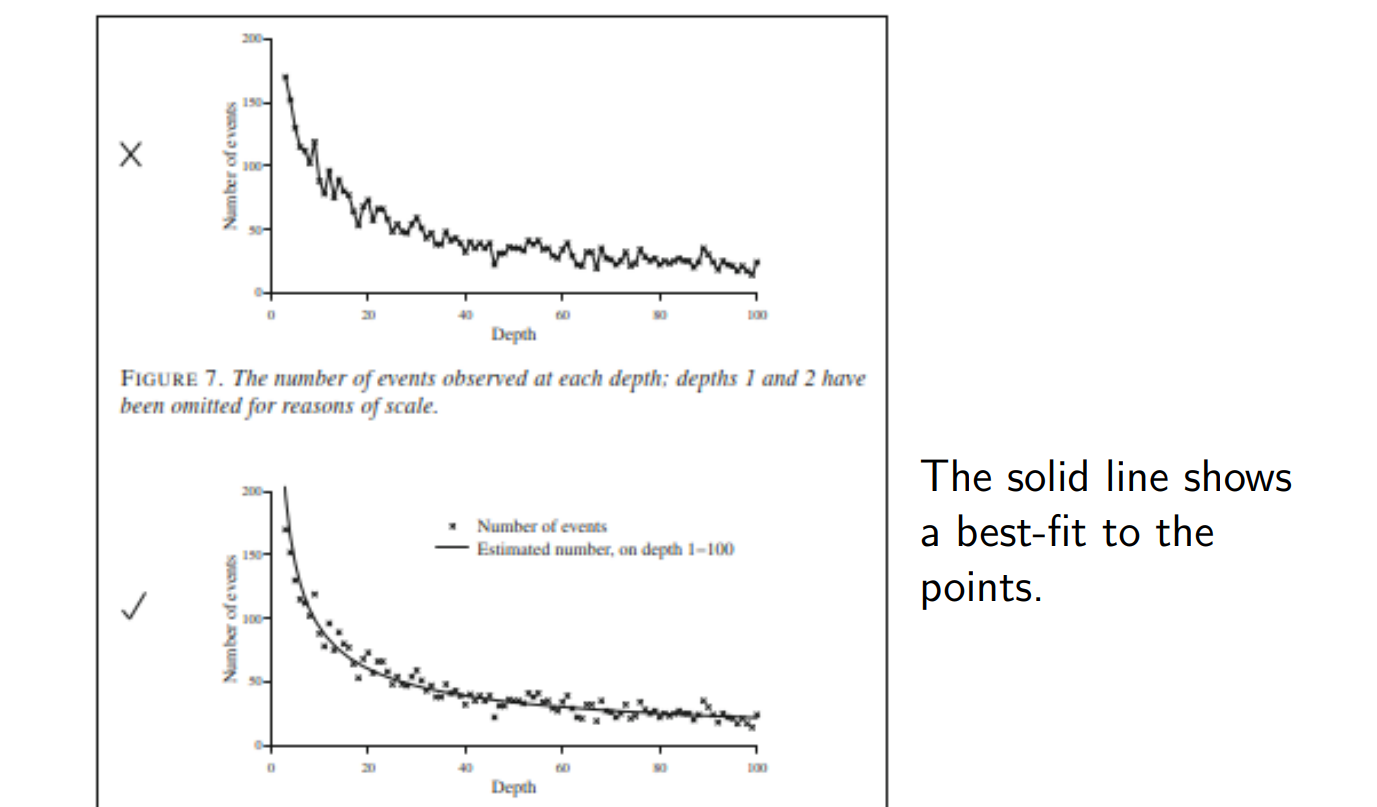 200
150
100
50
0
Number of events
0 20 40 60 80 100
Depth
FIGURE 7. The number of events observed at each depth; depths 1 and 2 have
been omitted for reasons of scale.
200
150
100
50
0
Number of events
Number of events
Estimated number, on depth 1–100
0 20 40 60 80 100
Depth
The solid line shows
a best-fit to the
points.